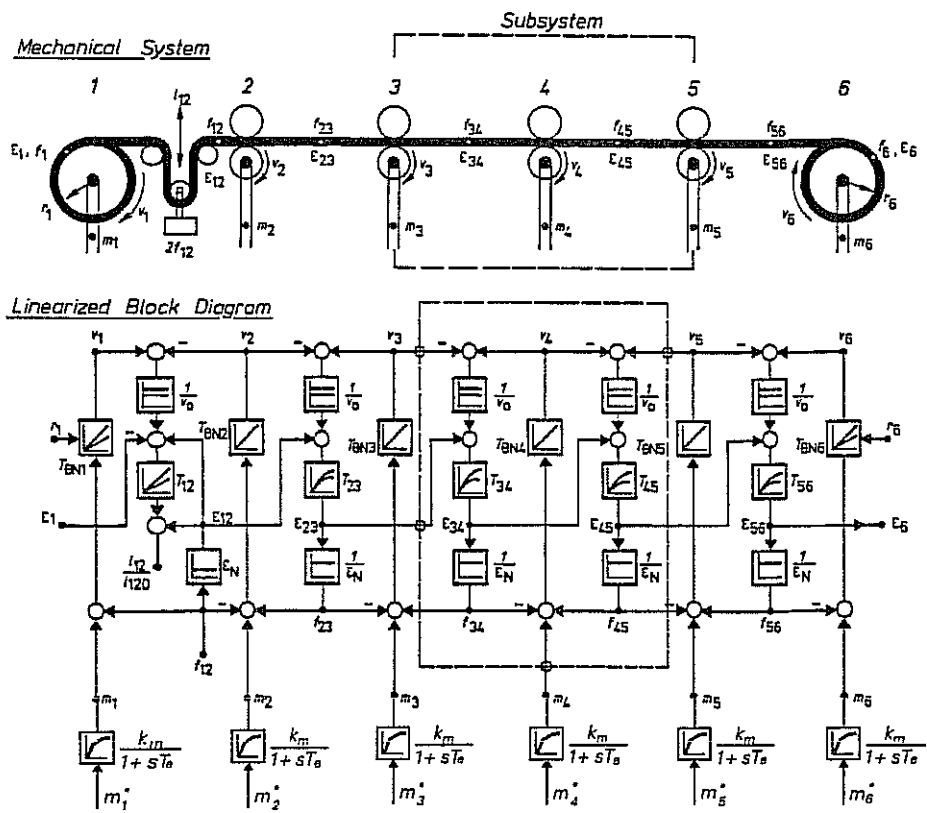 Subsystem
Mechanical System
1 2 3 4 5 6
l12
f12 f23 f34 f45 f56
ε1, f1 ε12 ε23 ε34 ε45 ε56 f6, ε6
r1 v1 v2 v3 v4 v5 v6 r6
2f12
m1 m2 m3 m4 m5 m6
Linearized Block Diagram
v1 - v2 - v3 - v4 - v5 - v6
1/v0 1/v0 1/v0 1/v0 1/v0
r1 TBN1 - TBN2 TBN3 TBN4 TBN5 TBN6 r6
T12 T23 T34 T45 T56
ε1 ε12 ε23 ε34 ε45 ε56 ε6
l12/l120 εN 1/εN 1/εN 1/εN 1/εN
- - - - -
f12 f23 f34 f45 f56
m1 m2 m3 m4 m5 m6
km/1+sTe km/1+sTe km/1+sTe km/1+sTe km/1+sTe km/1+sTe
m1* m2* m3* m4* m5* m6*